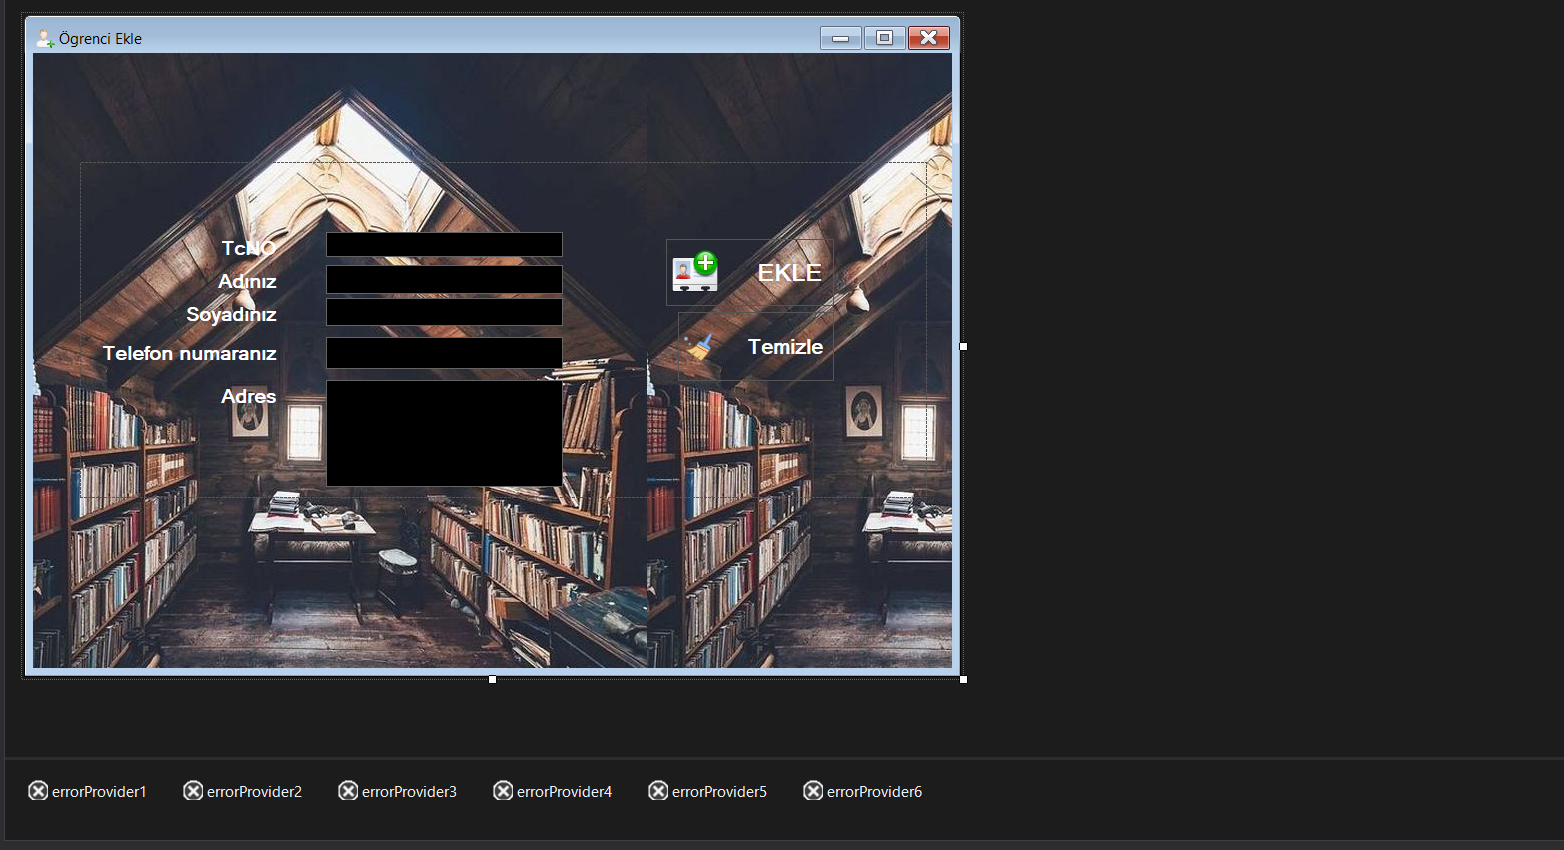 Ögrenci Ekle
TcNO
Adınız
Soyadınız
Telefon numaranız
Adres
EKLE
Temizle
errorProvider1
errorProvider2
errorProvider3
errorProvider4
errorProvider5
errorProvider6